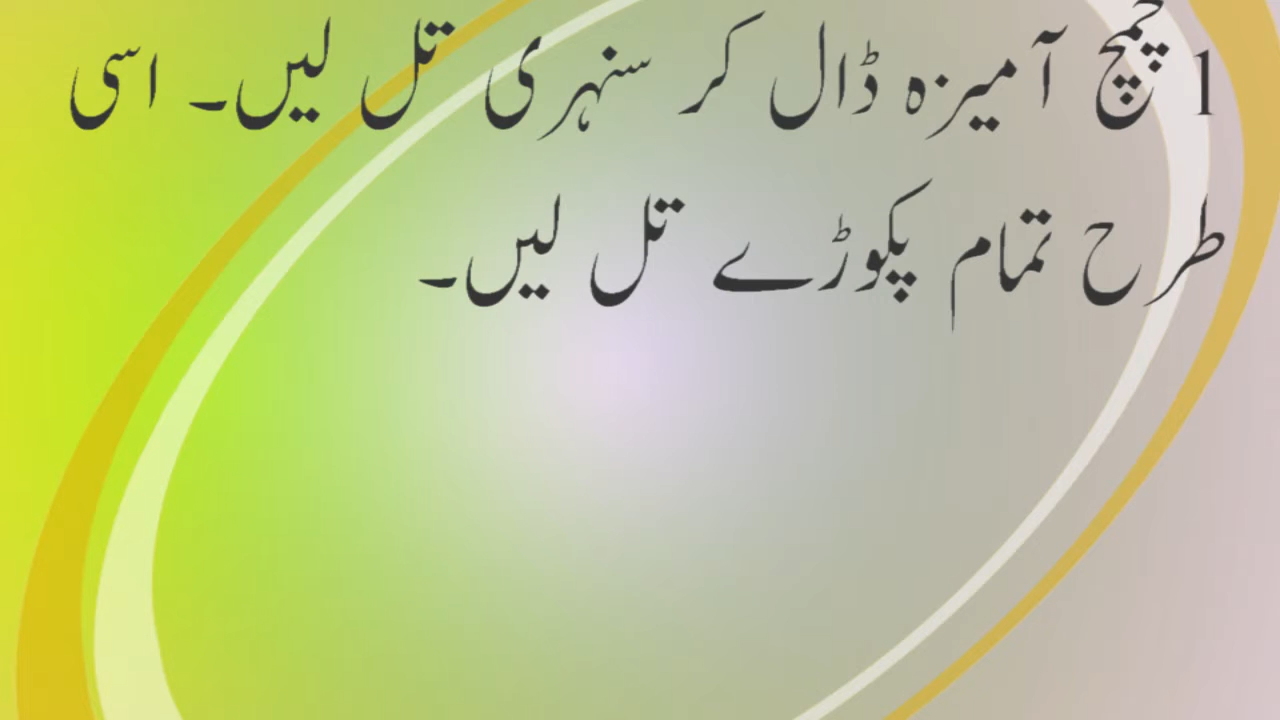 1 چمچ آمیزہ ڈال کر سنہری تل لیں۔ اسی
طرح تمام پکوڑے تل لیں۔